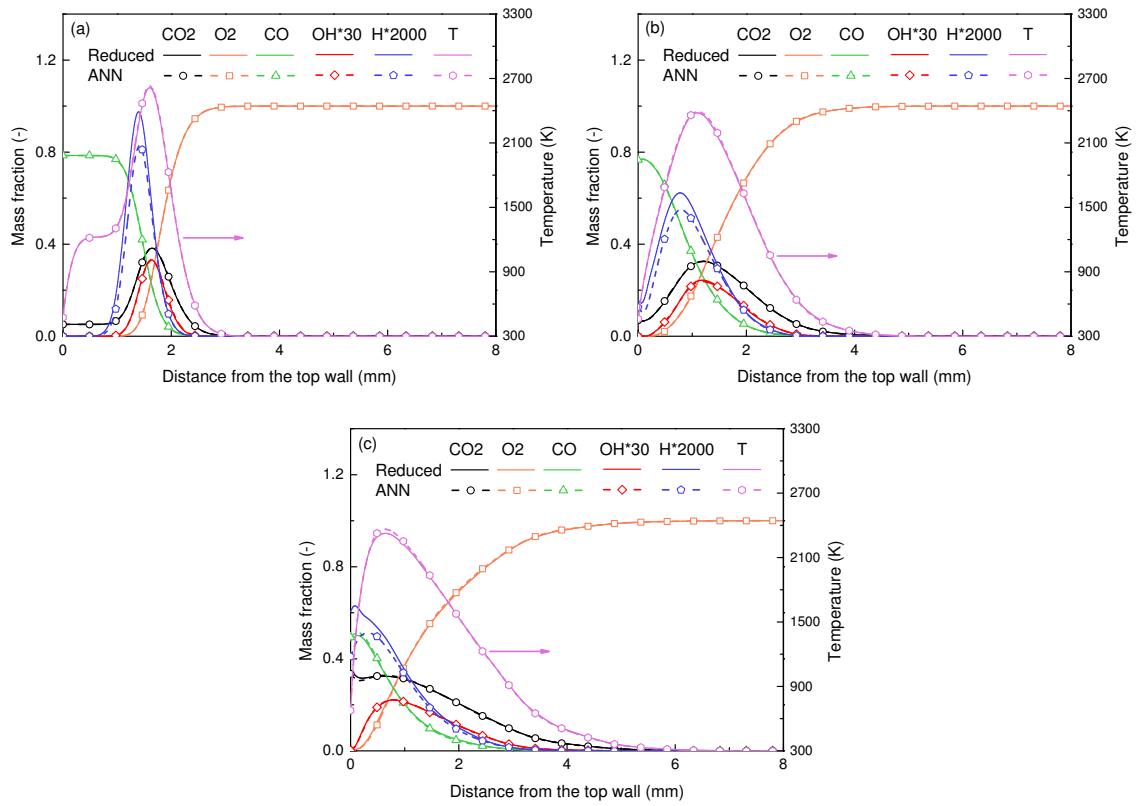 (a)
CO2 O2 CO OH*30 H*2000 T
Reduced
ANN
1.2
0.8
0.4
0.0
Mass fraction (-)
3300
2700
2100
1500
900
300
Temperature (K)
0 2 4 6 8
Distance from the top wall (mm)
(b)
CO2 O2 CO OH*30 H*2000 T
Reduced
ANN
1.2
0.8
0.4
0.0
Mass fraction (-)
3300
2700
2100
1500
900
300
Temperature (K)
0 2 4 6 8
Distance from the top wall (mm)
(c)
CO2 O2 CO OH*30 H*2000 T
Reduced
ANN
1.2
0.8
0.4
0.0
Mass fraction (-)
3300
2700
2100
1500
900
300
Temperature (K)
0 2 4 6 8
Distance from the top wall (mm)